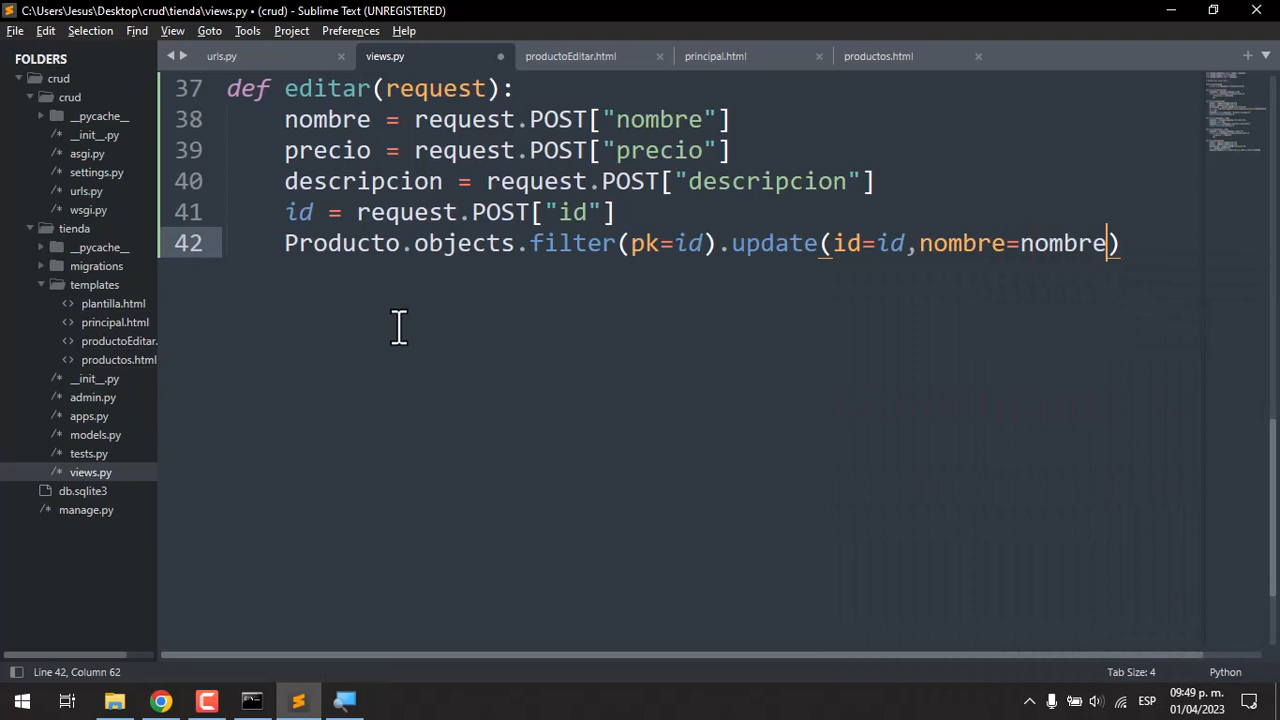 C:\Users\Jesus\Desktop\crud\tienda\views.py • (crud) - Sublime Text (UNREGISTERED)
File Edit Selection Find View Goto Tools Project Preferences Help
FOLDERS
crud
crud
__pycache__
__init__.py
asgi.py
settings.py
urls.py
wsgi.py
tienda
__pycache__
migrations
templates
plantilla.html
principal.html
productoEditar.
productos.html
__init__.py
admin.py
apps.py
models.py
tests.py
views.py
db.sqlite3
manage.py
urls.py views.py productoEditar.html principal.html productos.html
37 def editar(request):
38 nombre = request.POST["nombre"]
39 precio = request.POST["precio"]
40 descripcion = request.POST["descripcion"]
41 id = request.POST["id"]
42 Producto.objects.filter(pk=id).update(id=id,nombre=nombre)
Line 42, Column 62 Tab Size: 4 Python
ESP 09:49 p. m.
01/04/2023